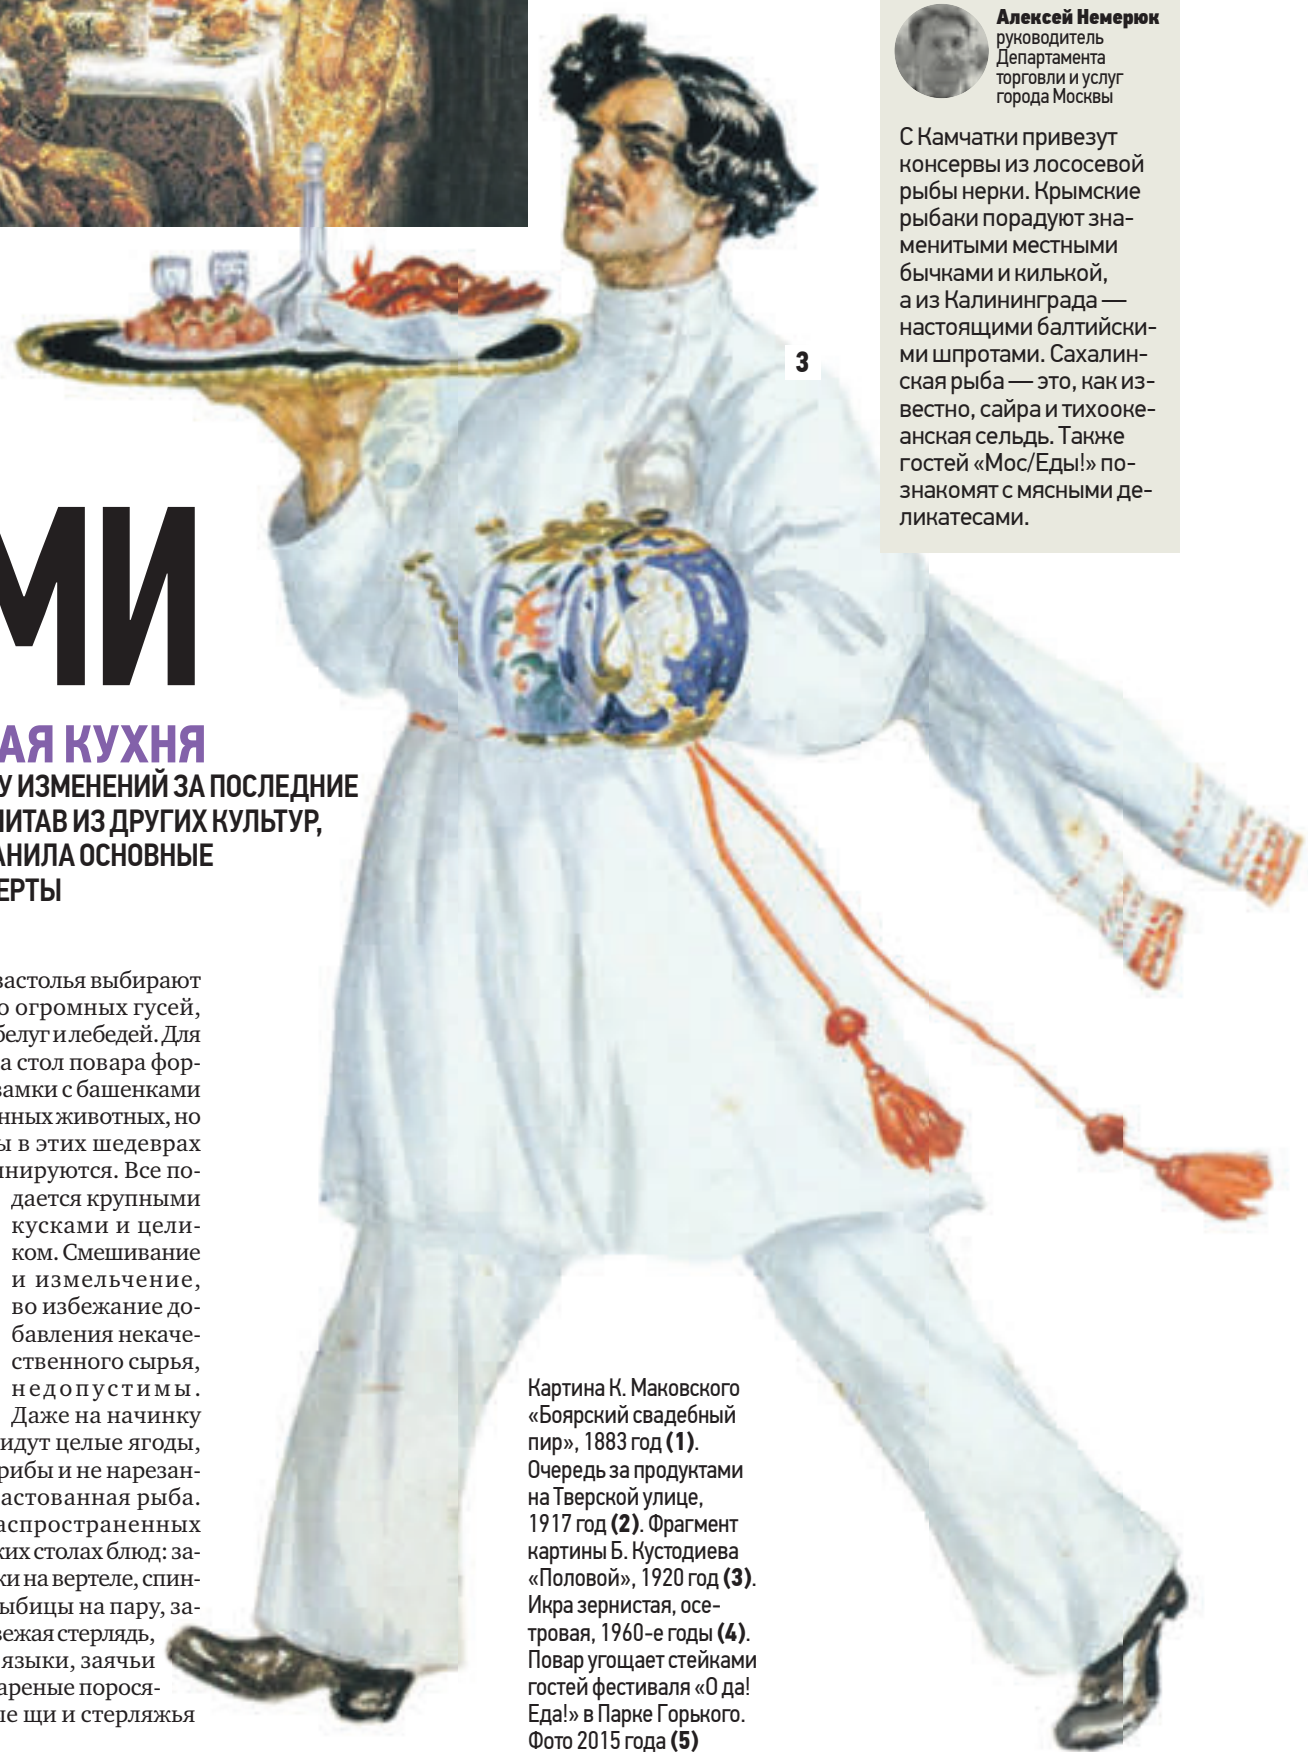 Алексей Немерюк
руководитель
Департамента
торговли и услуг
города Москвы
С Камчатки привезут
консервы из лососевой
рыбы нерки. Крымские
рыбаки порадуют зна-
менитыми местными
бычками и килькой,
а из Калининграда —
настоящими балтийски-
ми шпротами. Сахалин-
ская рыба — это, как из-
вестно, сайра и тихооке-
анская сельдь. Также
гостей «Мос/Еды!» по-
знакомят с мясными де-
ликатесами.
3
МИ
АЯ КУХНЯ
У ИЗМЕНЕНИЙ ЗА ПОСЛЕДНИЕ
ИТАВ ИЗ ДРУГИХ КУЛЬТУР,
АНИЛА ОСНОВНЫЕ
ЕРТЫ
застолья выбирают
о огромных гусей,
белуг и лебедей. Для
а стол повара фор-
замки с башенками
нных животных, но
ы в этих шедеврах
нируются. Все по-
дается крупными
кусками и цели-
ком. Смешивание
и измельчение,
во избежание до-
бавления некаче-
ственного сырья,
недопустимы.
Даже на начинку
идут целые ягоды,
рибы и не нарезан-
астованная рыба.
аспространенных
ких столах блюд: за-
ки на вертеле, спин-
ыбицы на пару, за-
вежая стерлядь,
языки, заячьи
ареные порося-
ые щи и стерляжья
Картина К. Маковского
«Боярский свадебный
пир», 1883 год (1).
Очередь за продуктами
на Тверской улице,
1917 год (2). Фрагмент
картины Б. Кустодиева
«Половой», 1920 год (3).
Икра зернистая, осе-
тровая, 1960-е годы (4).
Повар угощает стейками
гостей фестиваля «О да!
Еда!» в Парке Горького.
Фото 2015 года (5)